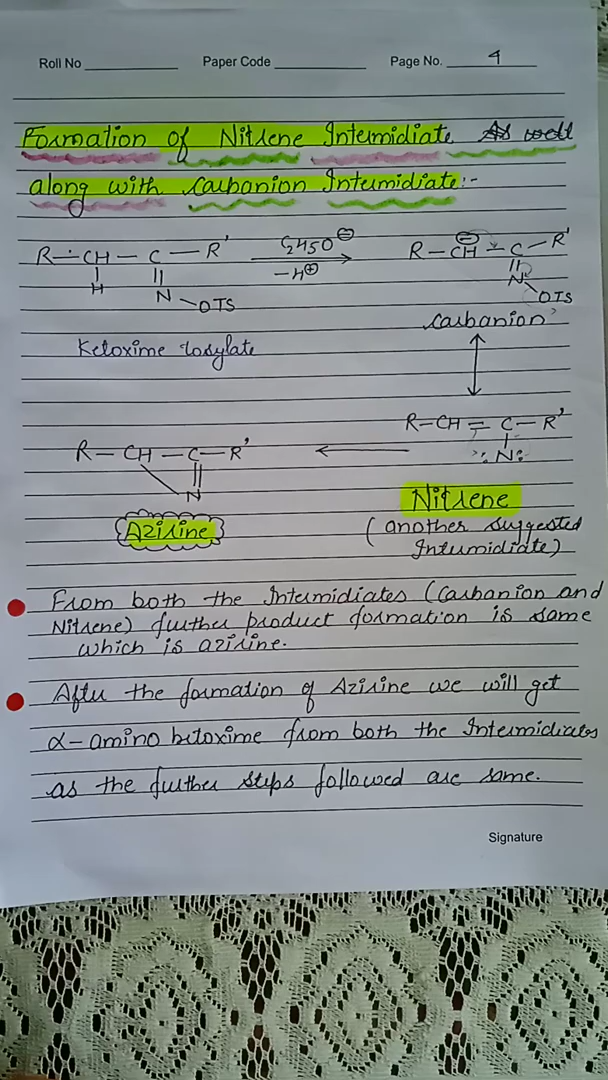 Roll No Paper Code Page No. 4
Formation of Nitrene Intermidiate As well
along with Carbanion Intermidiate:-
R - CH - C - R' C2H5O⊖ R - CH⊖ - C - R'
H N - OTS -H⊕ N OTS
Carbanion
Ketoxime tosylate
R - CH = C - R'
R - CH - C - R' :N:
N
Nitrene
Azirine (another suggested
Intermidiate)
From both the Intermidiates (Carbanion and
Nitrene) further product formation is same
which is azirine.
After the formation of Azirine we will get
α-amino ketoxime from both the Intermidiates
as the further steps followed are same.
Signature